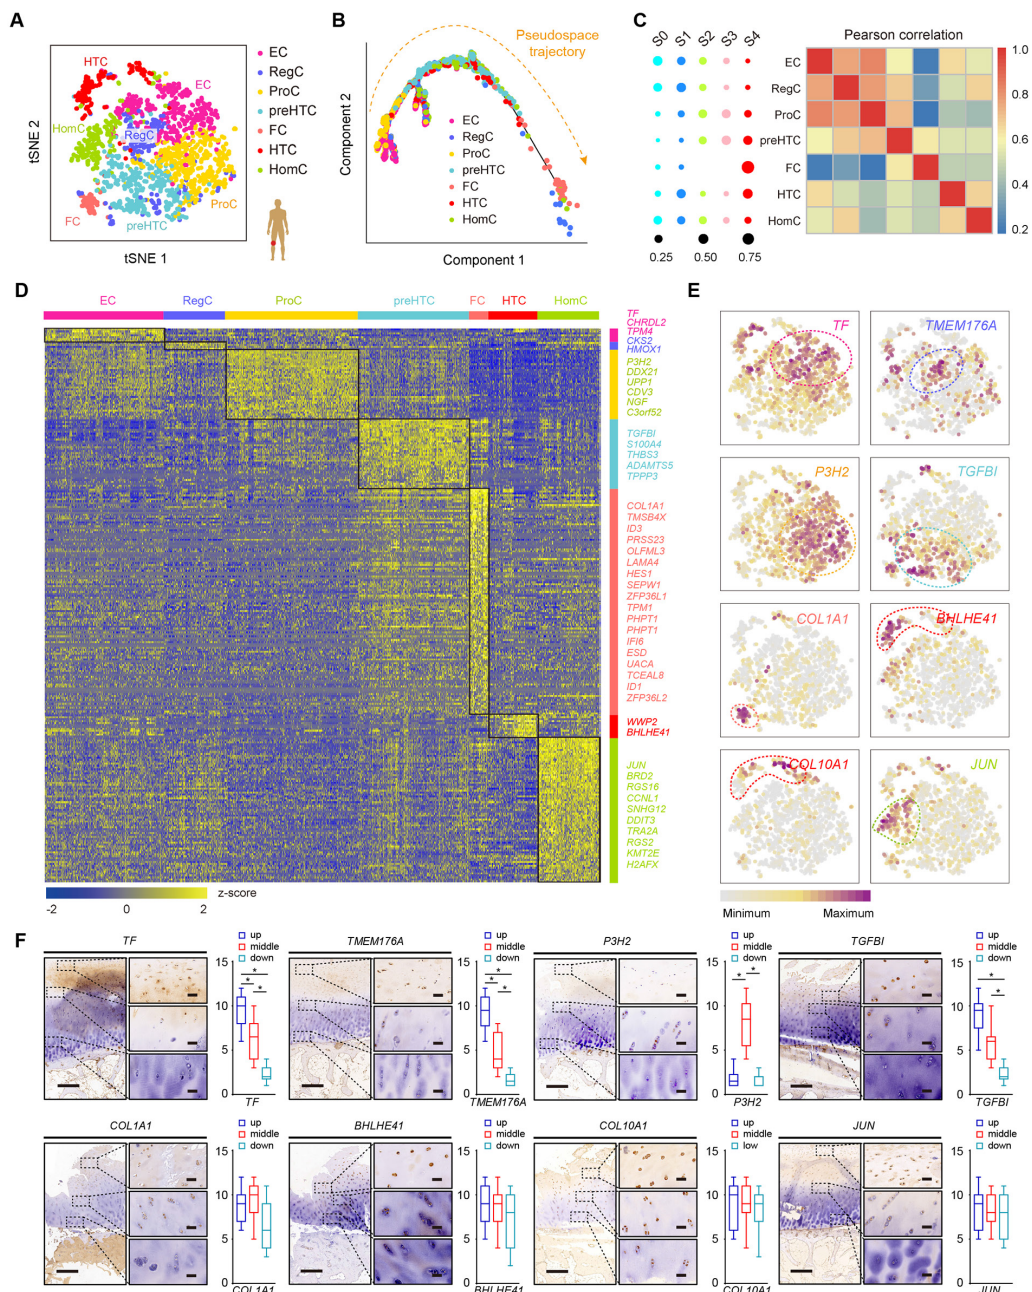 A
HTC
EC
HomC
RegC
ProC
FC
preHTC
tSNE 2
tSNE 1
EC
RegC
ProC
preHTC
FC
HTC
HomC
B
Pseudospace
trajectory
EC
RegC
ProC
preHTC
FC
HTC
HomC
Component 2
Component 1
C
S0 S1 S2 S3 S4
Pearson correlation
EC
RegC
ProC
preHTC
FC
HTC
HomC
0.25 0.50 0.75
1.0
0.8
0.6
0.4
0.2
D
EC RegC ProC preHTC FC HTC HomC
TF
CHRDL2
TPM4
CKS2
HMOX1
P3H2
DDX21
UPP1
CDV3
NGF
C3orf52
TGFBI
S100A4
THBS3
ADAMTS5
TPPP3
COL1A1
TMSB4X
ID3
PRSS23
OLFML3
LAMA4
HES1
SEPW1
ZFP36L1
TPM1
PHPT1
PHPT1
IFI6
ESD
UACA
TCEAL8
ID1
ZFP36L2
WWP2
BHLHE41
JUN
BRD2
RGS16
CCNL1
SNHG12
DDIT3
TRA2A
RGS2
KMT2E
H2AFX
-2 0 2 z-score
E
TF
TMEM176A
P3H2
TGFBI
COL1A1
BHLHE41
COL10A1
JUN
Minimum Maximum
F
TF
up
middle
down
15
10
5
0
* * *
TF
TMEM176A
up
middle
down
15
10
5
0
* * *
TMEM176A
P3H2
up
middle
down
15
10
5
0
* *
P3H2
TGFBI
up
middle
down
15
10
5
0
* *
TGFBI
COL1A1
up
middle
down
15
10
5
0
COL1A1
BHLHE41
up
middle
down
15
10
5
0
BHLHE41
COL10A1
up
middle
low
15
10
5
0
COL10A1
JUN
up
middle
down
15
10
5
0
JUN